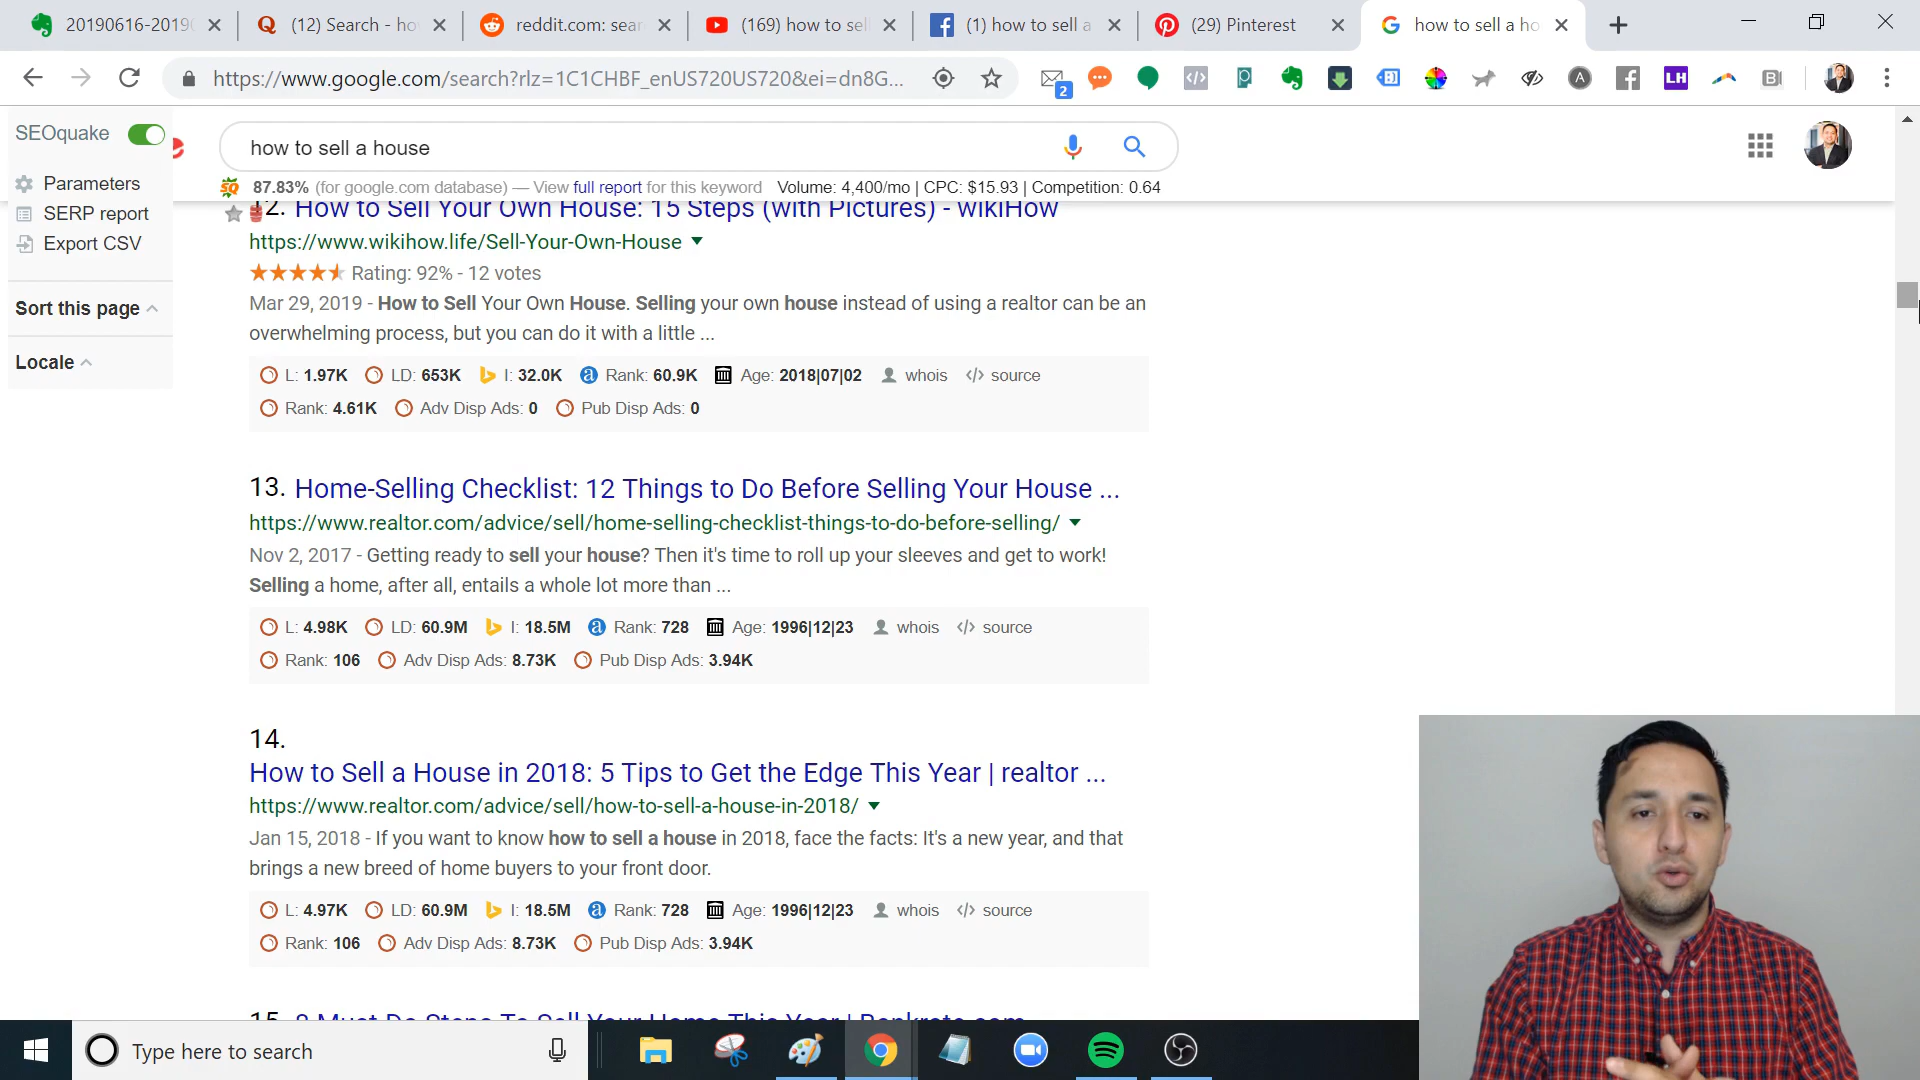 20190616-2019
(12) Search - ho
reddit.com: sear
(169) how to sel
(1) how to sell a
(29) Pinterest
how to sell a ho
https://www.google.com/search?rlz=1C1CHBF_enUS720US720&ei=dn8G...
2
LH
SEOquake
how to sell a house
87.83% (for google.com database) — View full report for this keyword Volume: 4,400/mo | CPC: $15.93 | Competition: 0.64
Parameters
SERP report
Export CSV
Sort this page
Locale
12. How to Sell Your Own House: 15 Steps (with Pictures) - wikiHow
https://www.wikihow.life/Sell-Your-Own-House
Rating: 92% - 12 votes
Mar 29, 2019 - How to Sell Your Own House. Selling your own house instead of using a realtor can be an
overwhelming process, but you can do it with a little ...
L: 1.97K LD: 653K I: 32.0K Rank: 60.9K Age: 2018|07|02 whois source
Rank: 4.61K Adv Disp Ads: 0 Pub Disp Ads: 0
13. Home-Selling Checklist: 12 Things to Do Before Selling Your House ...
https://www.realtor.com/advice/sell/home-selling-checklist-things-to-do-before-selling/
Nov 2, 2017 - Getting ready to sell your house? Then it's time to roll up your sleeves and get to work!
Selling a home, after all, entails a whole lot more than ...
L: 4.98K LD: 60.9M I: 18.5M Rank: 728 Age: 1996|12|23 whois source
Rank: 106 Adv Disp Ads: 8.73K Pub Disp Ads: 3.94K
14.
How to Sell a House in 2018: 5 Tips to Get the Edge This Year | realtor ...
https://www.realtor.com/advice/sell/how-to-sell-a-house-in-2018/
Jan 15, 2018 - If you want to know how to sell a house in 2018, face the facts: It's a new year, and that
brings a new breed of home buyers to your front door.
L: 4.97K LD: 60.9M I: 18.5M Rank: 728 Age: 1996|12|23 whois source
Rank: 106 Adv Disp Ads: 8.73K Pub Disp Ads: 3.94K
15. 8 Must-Do Steps To Sell Your Home This Year | Bankrate.com
Type here to search